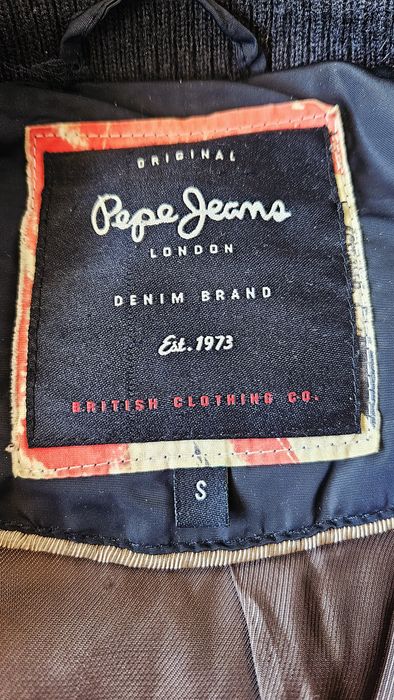 ORIGINAL
Pepe Jeans
LONDON
DENIM BRAND
Est. 1973
BRITISH CLOTHING CO.
S